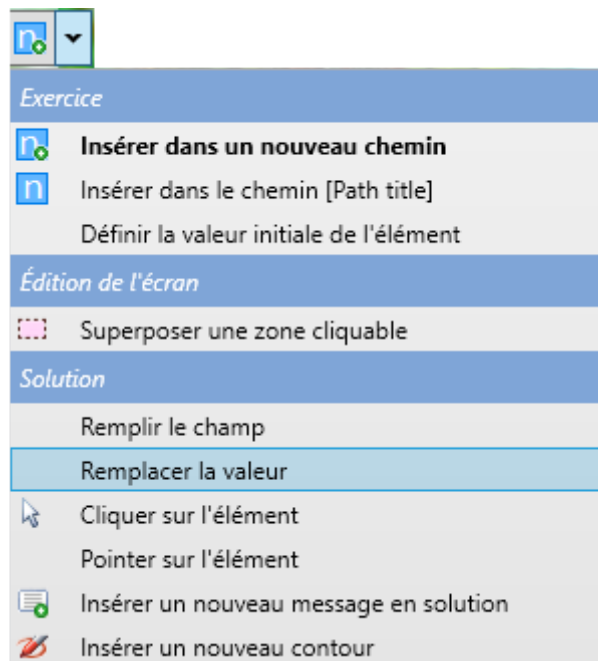 Exercice
Insérer dans un nouveau chemin
Insérer dans le chemin [Path title]
Définir la valeur initiale de l'élément
Édition de l'écran
Superposer une zone cliquable
Solution
Remplir le champ
Remplacer la valeur
Cliquer sur l'élément
Pointer sur l'élément
Insérer un nouveau message en solution
Insérer un nouveau contour